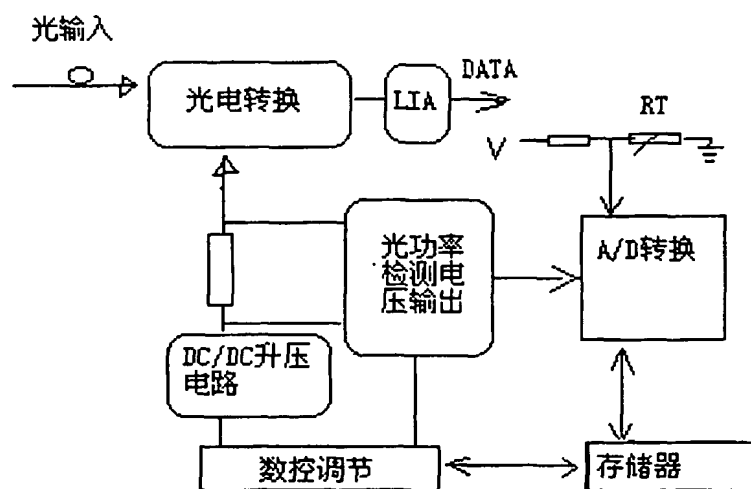 光输入
光电转换
LIA
DATA
RT
V
光功率
检测电
压输出
A/D转换
DC/DC升压
电路
数控调节
存储器